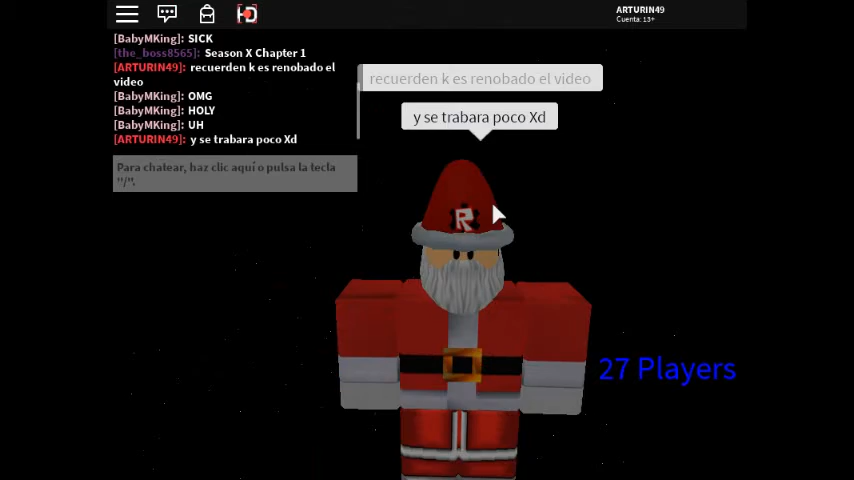 ARTURIN49
Cuenta: 13+
[BabyMKing]: SICK
[the_boss8565]: Season X Chapter 1
[ARTURIN49]: recuerden k es renobado el
video
[BabyMKing]: OMG
[BabyMKing]: HOLY
[BabyMKing]: UH
[ARTURIN49]: y se trabara poco Xd
Para chatear, haz clic aquí o pulsa la tecla
"/".
recuerden k es renobado el video
y se trabara poco Xd
R
27 Players